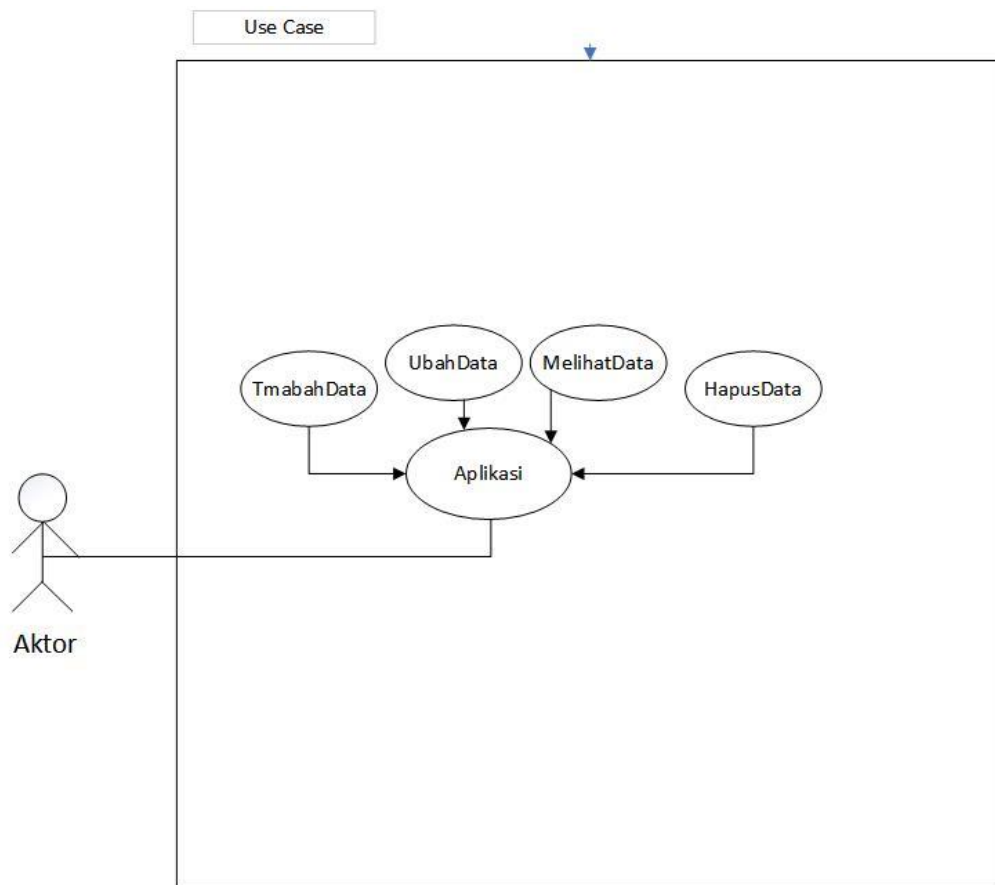 Use Case
UbahData
MelihatData
TmabahData
HapusData
Aplikasi
Aktor